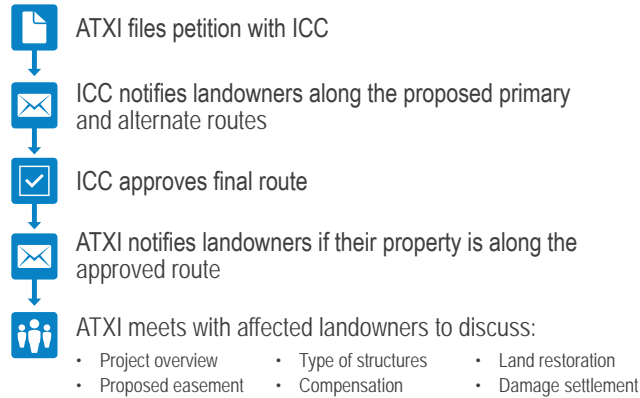 ATXI files petition with ICC
ICC notifies landowners along the proposed primary
and alternate routes
ICC approves final route
ATXI notifies landowners if their property is along the
approved route
ATXI meets with affected landowners to discuss:
• Project overview • Type of structures • Land restoration
• Proposed easement • Compensation • Damage settlement